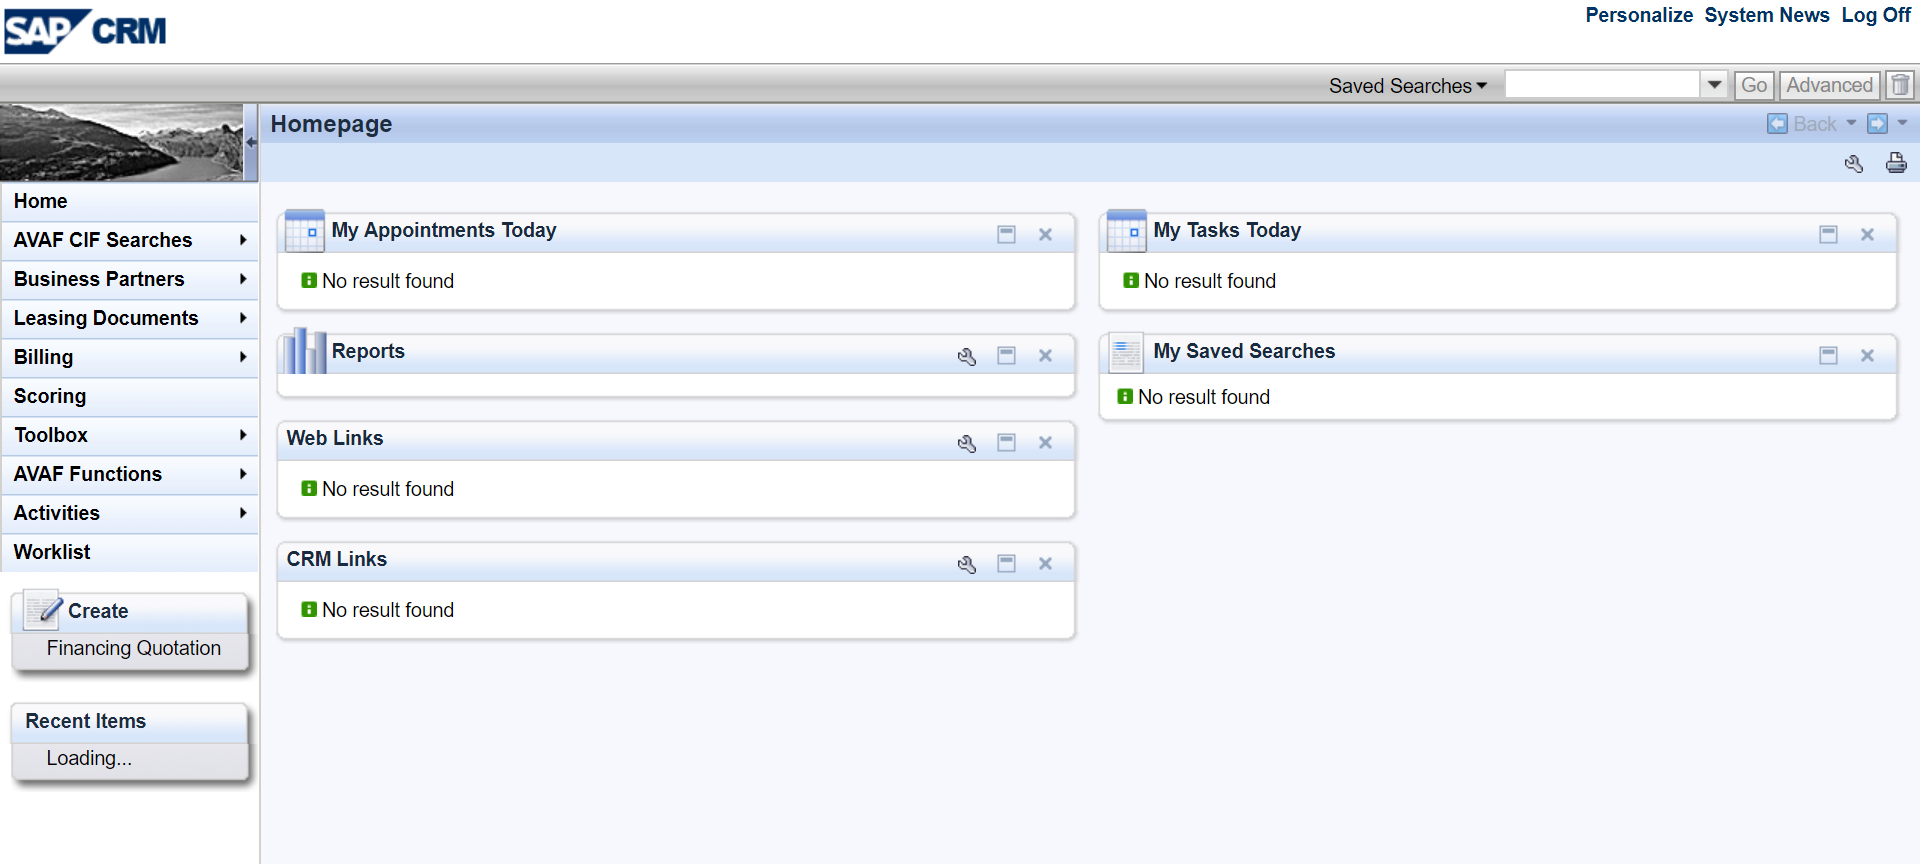 SAP CRM
Personalize System News Log Off
Saved Searches
Go Advanced
Homepage
Back
Home
AVAF CIF Searches
Business Partners
Leasing Documents
Billing
Scoring
Toolbox
AVAF Functions
Activities
Worklist
Create
Financing Quotation
Recent Items
Loading...
My Appointments Today
No result found
Reports
Web Links
No result found
CRM Links
No result found
My Tasks Today
No result found
My Saved Searches
No result found